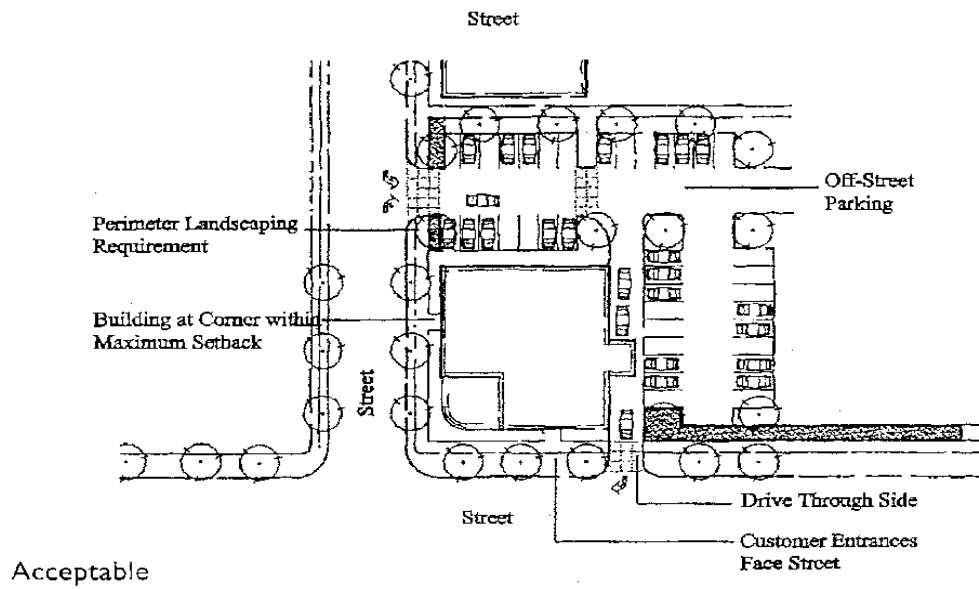 Street
Off-Street
Parking
Perimeter Landscaping
Requirement
Building at Corner within
Maximum Setback
Street
Drive Through Side
Street
Customer Entrances
Face Street
Acceptable